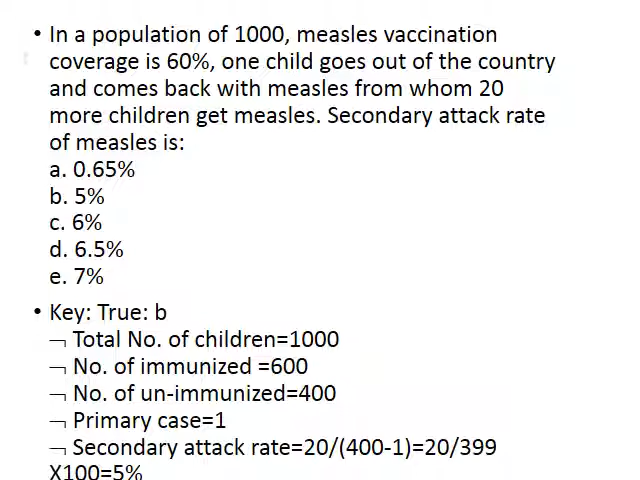 • In a population of 1000, measles vaccination
coverage is 60%, one child goes out of the country
and comes back with measles from whom 20
more children get measles. Secondary attack rate
of measles is:
a. 0.65%
b. 5%
c. 6%
d. 6.5%
e. 7%
• Key: True: b
¬ Total No. of children=1000
¬ No. of immunized =600
¬ No. of un-immunized=400
¬ Primary case=1
¬ Secondary attack rate=20/(400-1)=20/399
X100=5%